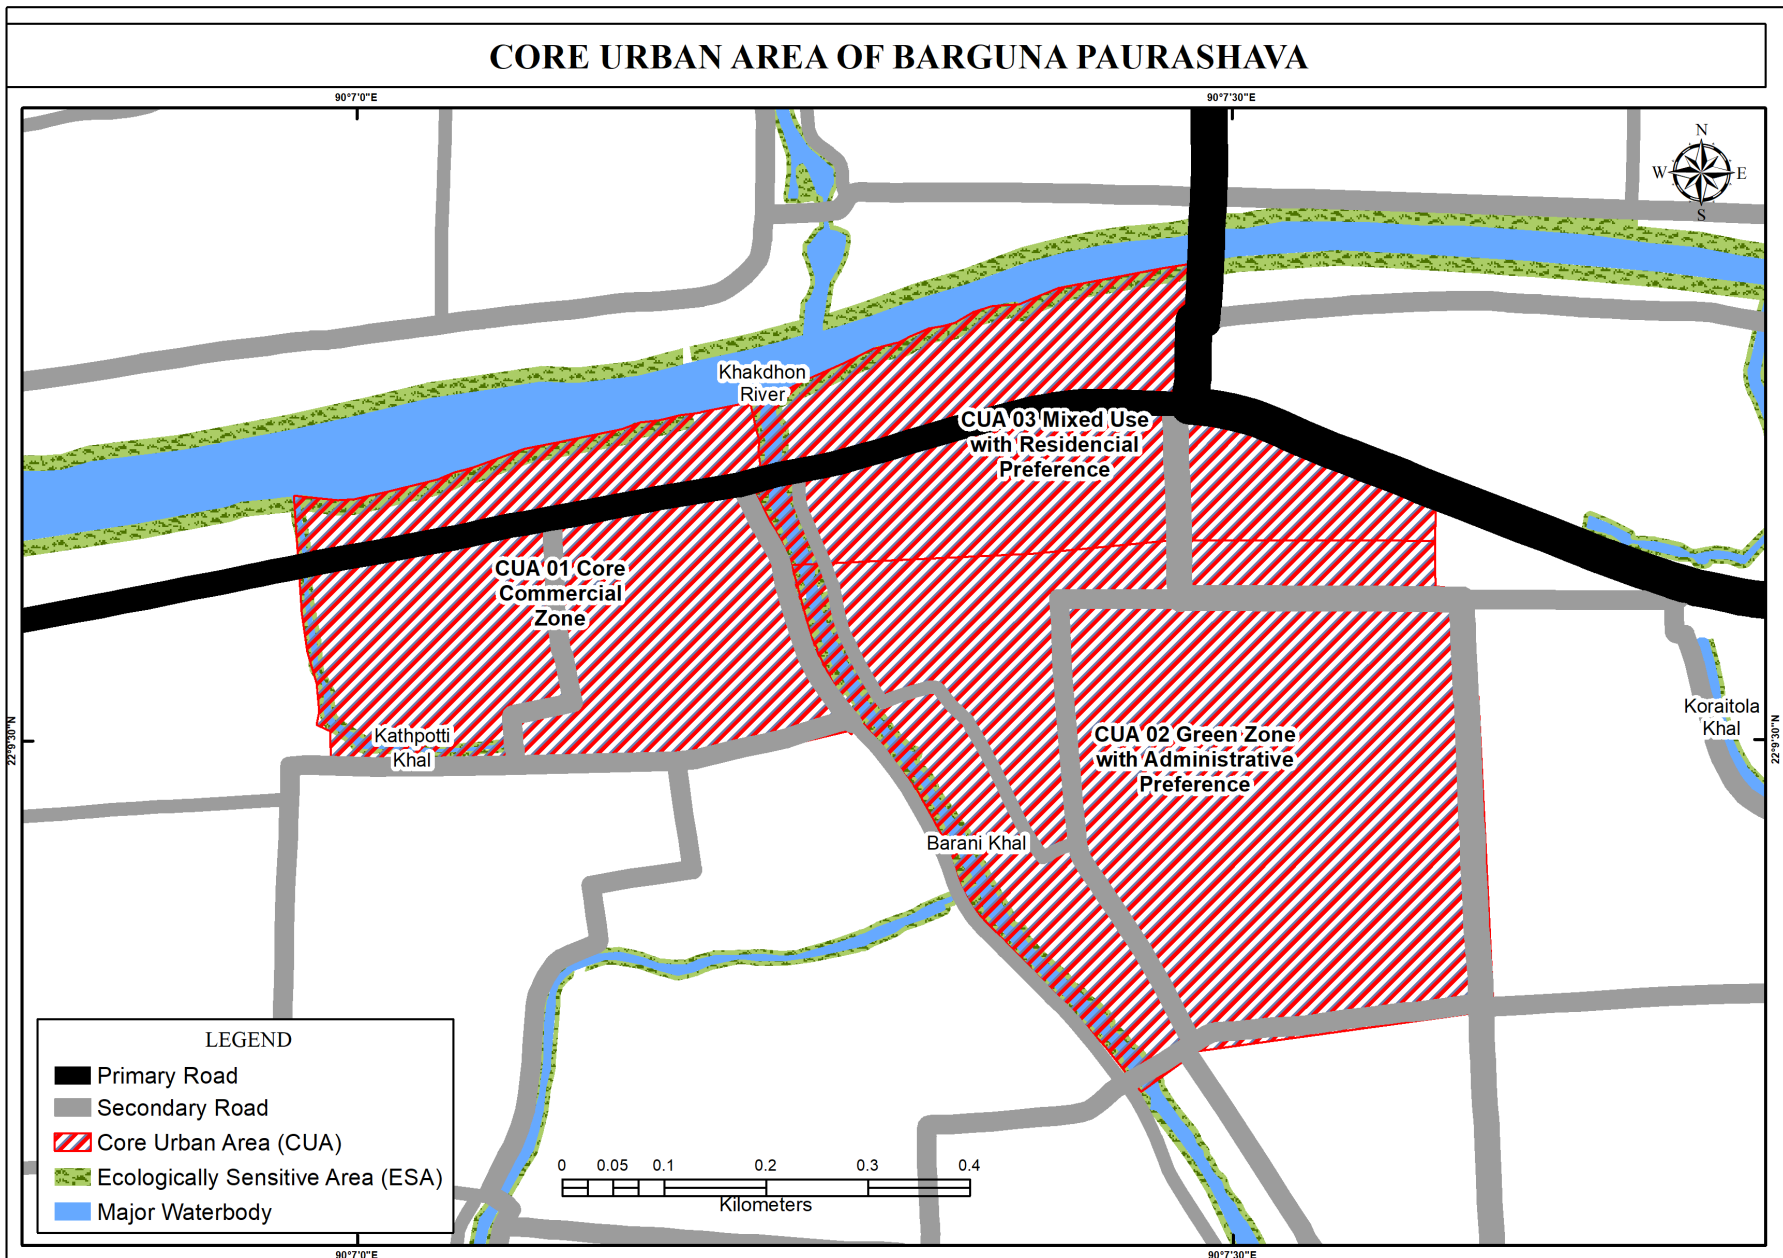 CORE URBAN AREA OF BARGUNA PAURASHAVA
90°7'0"E
90°7'30"E
N
W
E
S
Khakdhon
River
CUA 03 Mixed Use
with Residencial
Preference
CUA 01 Core
Commercial
Zone
Kathpotti
Khal
CUA 02 Green Zone
with Administrative
Preference
Koraitola
Khal
22°9'30"N
22°9'30"N
Barani Khal
LEGEND
Primary Road
Secondary Road
Core Urban Area (CUA)
Ecologically Sensitive Area (ESA)
Major Waterbody
0 0.05 0.1 0.2 0.3 0.4
Kilometers
90°7'0"E
90°7'30"E